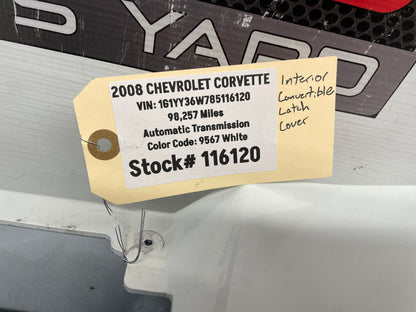 S YARD
2008 CHEVROLET CORVETTE
VIN: 1G1YY36W785116120
98,257 Miles
Automatic Transmission
Color Code: 9567 White
Stock# 116120
Interior
Convertible
Latch
Cover